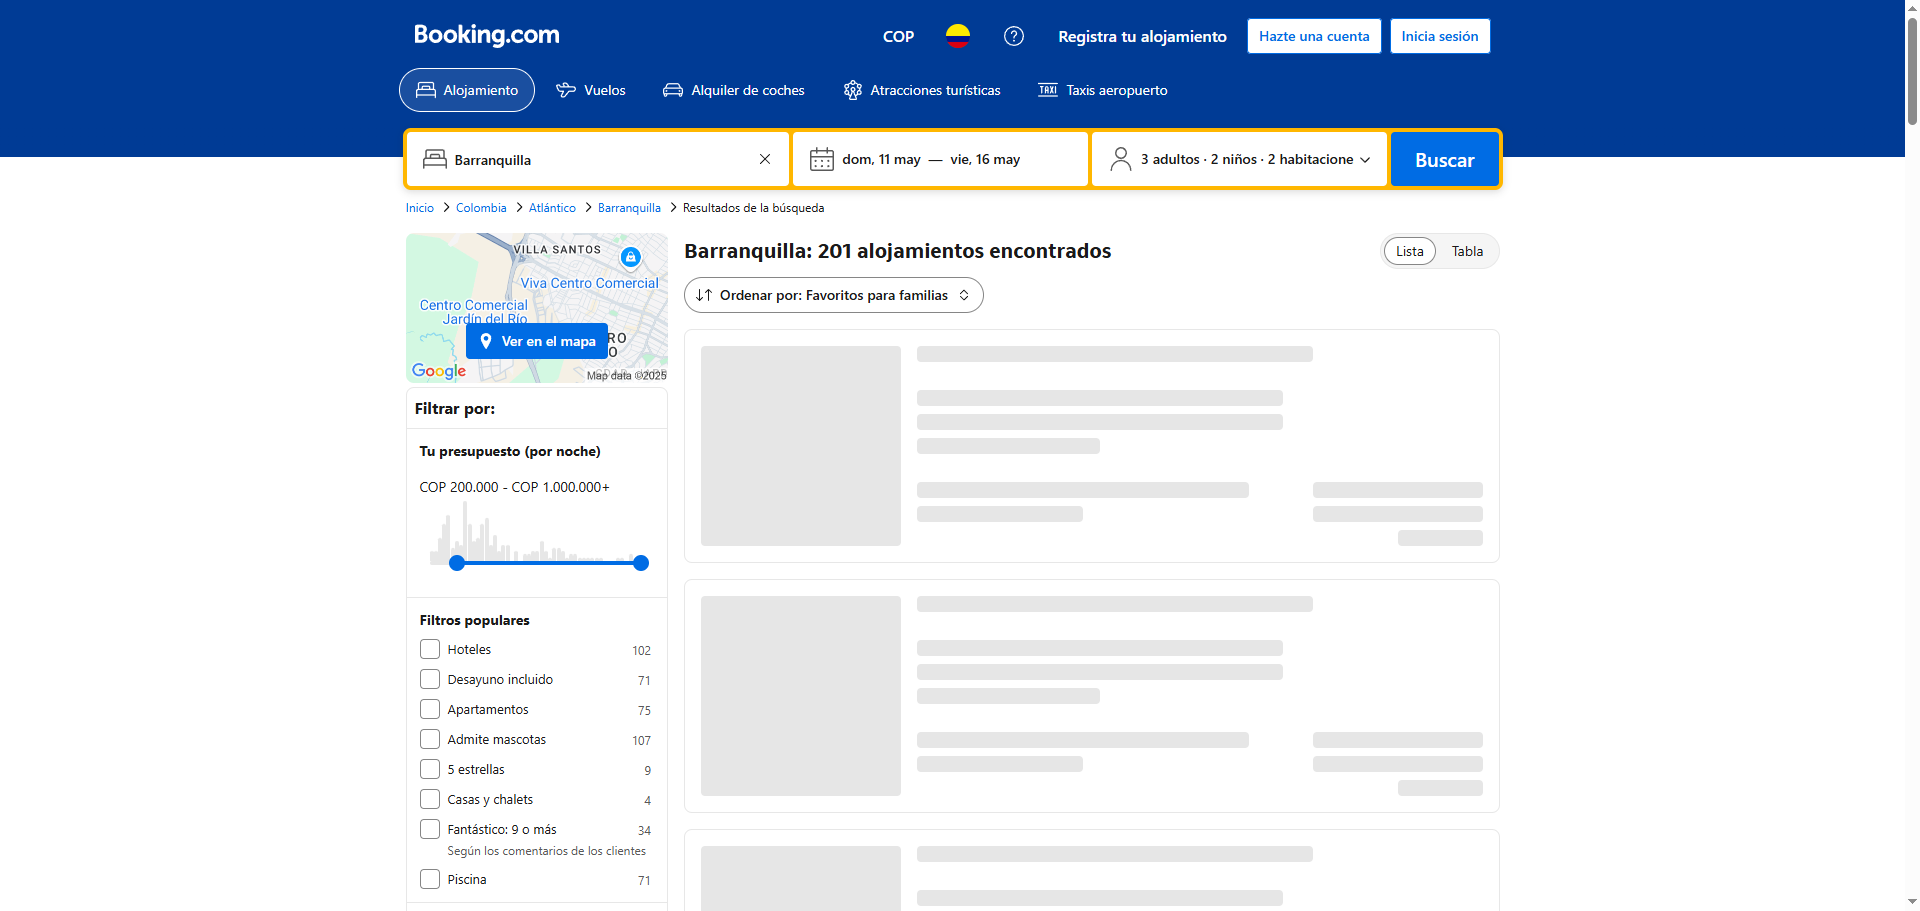 Booking.com
COP
Registra tu alojamiento
Hazte una cuenta
Inicia sesión
Alojamiento
Vuelos
Alquiler de coches
Atracciones turísticas
TAXI Taxis aeropuerto
Barranquilla
dom, 11 may — vie, 16 may
3 adultos · 2 niños · 2 habitacione
Buscar
Inicio > Colombia > Atlántico > Barranquilla > Resultados de la búsqueda
VILLA SANTOS
Viva Centro Comercial
Centro Comercial
Jardín del Río
RO
O
Ver en el mapa
Google
Map data ©2025
Barranquilla: 201 alojamientos encontrados
Lista
Tabla
Ordenar por: Favoritos para familias
Filtrar por:
Tu presupuesto (por noche)
COP 200.000 - COP 1.000.000+
Filtros populares
Hoteles 102
Desayuno incluido 71
Apartamentos 75
Admite mascotas 107
5 estrellas 9
Casas y chalets 4
Fantástico: 9 o más 34
Según los comentarios de los clientes
Piscina 71